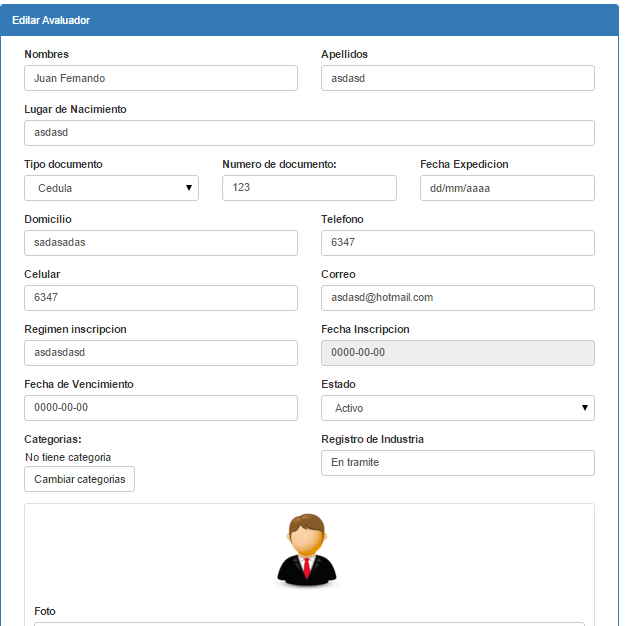 Editar Avaluador
Nombres Apellidos
Juan Fernando asdasd
Lugar de Nacimiento
asdasd
Tipo documento Numero de documento: Fecha Expedicion
Cedula 123 dd/mm/aaaa
Domicilio Telefono
sadasadas 6347
Celular Correo
6347 asdasd@hotmail.com
Regimen inscripcion Fecha Inscripcion
asdasdasd 0000-00-00
Fecha de Vencimiento Estado
0000-00-00 Activo
Categorias: Registro de Industria
No tiene categoria
En tramite
Cambiar categorias
Foto